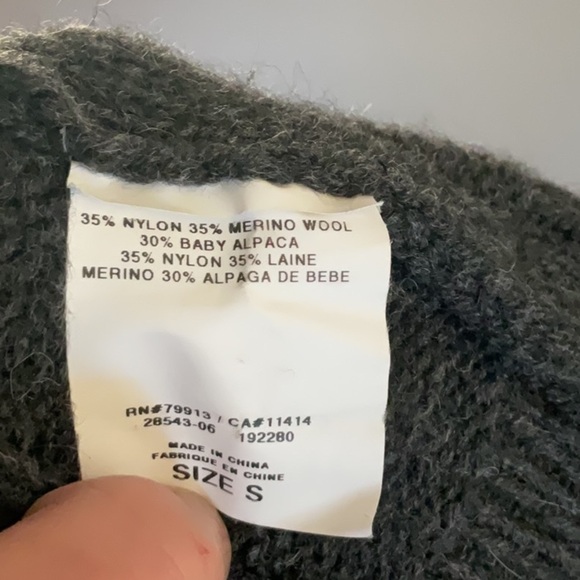 35% NYLON 35% MERINO WOOL
30% BABY ALPACA
35% NYLON 35% LAINE
MERINO 30% ALPAGA DE BEBE
RN#79913 / CA#11414
28543-06 192280
MADE IN CHINA
FABRIQUE EN CHINE
SIZE S